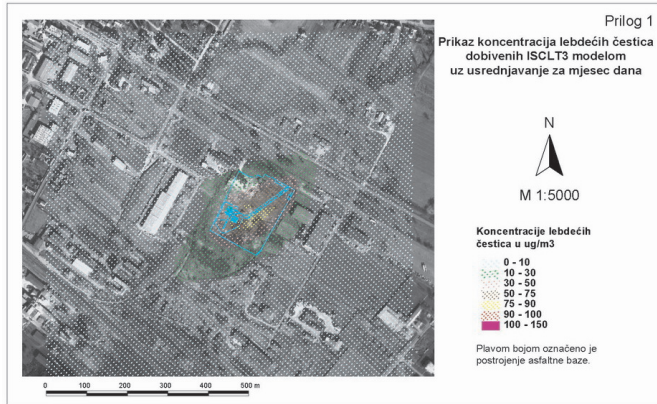 Prilog 1
Prikaz koncentracija lebdećih čestica
dobivenih ISCLT3 modelom
uz usrednjavanje za mjesec dana
N
M 1:5000
Koncentracije lebdećih
čestica u ug/m3
0 - 10
10 - 30
30 - 50
50 - 75
75 - 90
90 - 100
100 - 150
Plavom bojom označeno je
postrojenje asfaltne baze.
0 100 200 300 400 500 m